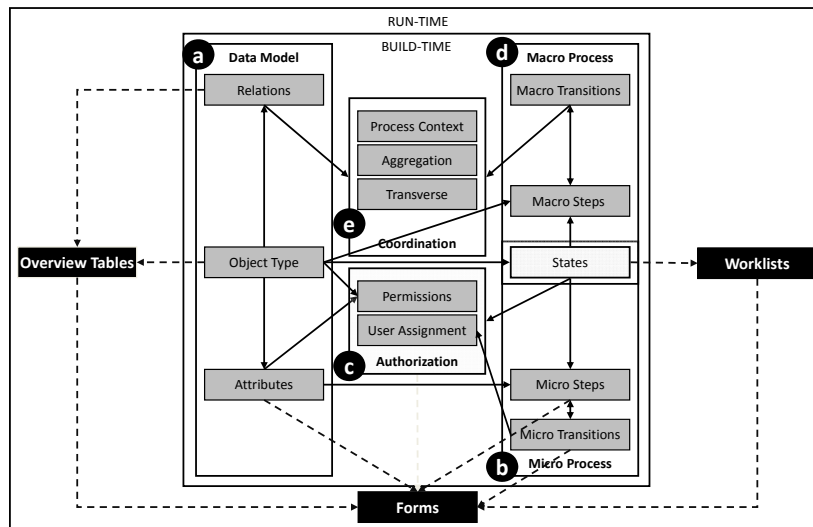 RUN-TIME
BUILD-TIME
a
Data Model
d
Macro Process
Relations
Macro Transitions
Process Context
Aggregation
Transverse
Macro Steps
e
Coordination
Overview Tables
Object Type
States
Worklists
Permissions
User Assignment
c
Authorization
Attributes
Micro Steps
Micro Transitions
b
Micro Process
Forms